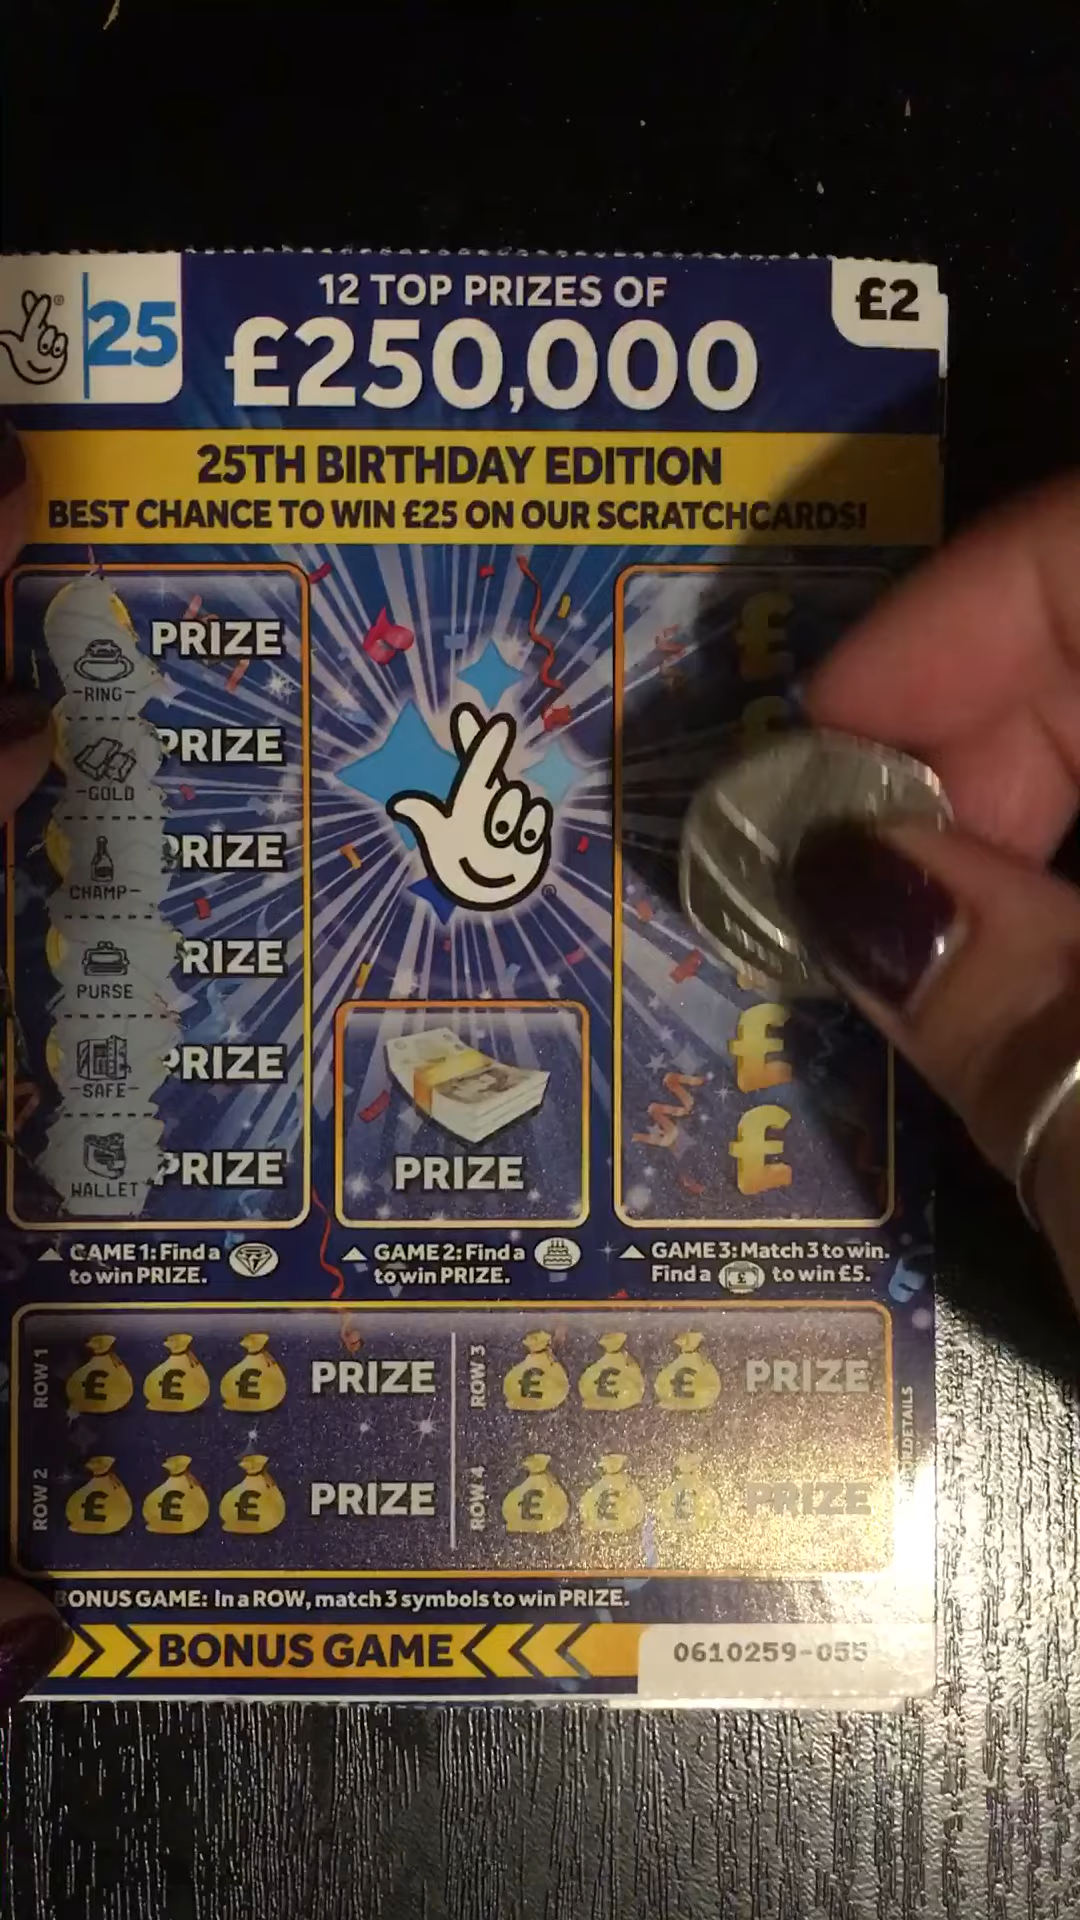 25
12 TOP PRIZES OF
£250,000
£2
25TH BIRTHDAY EDITION
BEST CHANCE TO WIN £25 ON OUR SCRATCHCARDS!
PRIZE
RING
PRIZE
GOLD
PRIZE
CHAMP
PRIZE
PURSE
PRIZE
SAFE
PRIZE
WALLET
PRIZE
£
£
£
GAME 1: Find a
to win PRIZE.
GAME 2: Find a
to win PRIZE.
GAME 3: Match 3 to win.
Find a £ to win £5.
ROW 1 £ £ £ PRIZE
ROW 2 £ £ £ PRIZE
ROW 3 £ £ £ PRIZE
ROW 4 £ £ £ PRIZE
BONUS GAME: In a ROW, match 3 symbols to win PRIZE.
BONUS GAME
0610259-055